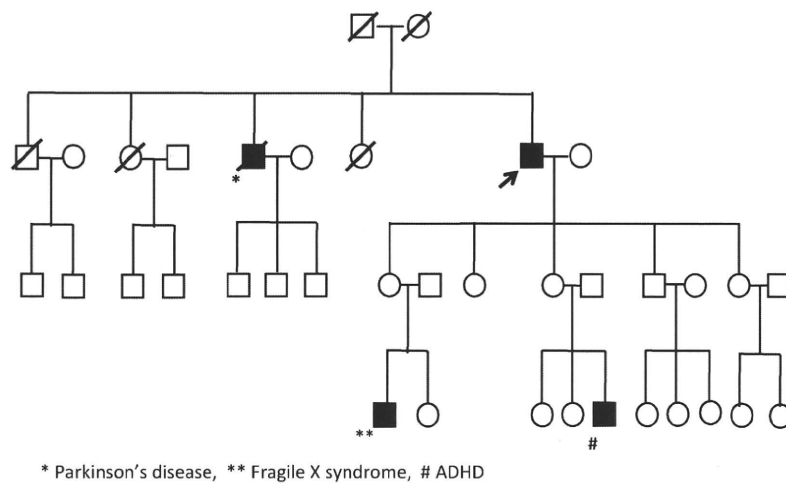 *
**
#
* Parkinson's disease, ** Fragile X syndrome, # ADHD